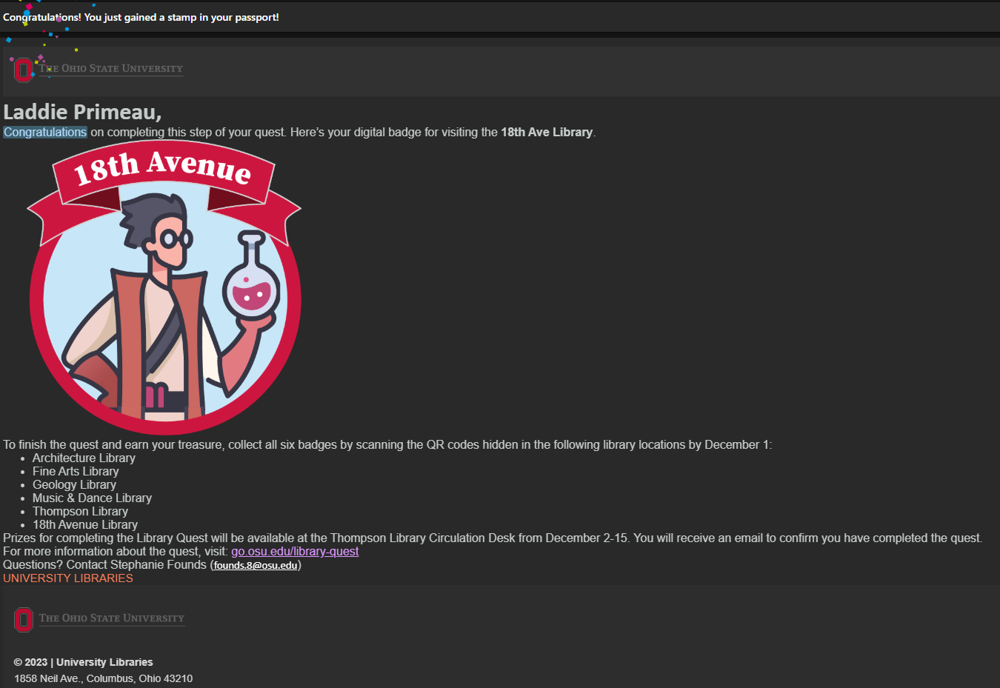 Congratulations! You just gained a stamp in your passport!
The Ohio State University
Laddie Primeau,
Congratulations on completing this step of your quest. Here’s your digital badge for visiting the 18th Ave Library.
18th Avenue
To finish the quest and earn your treasure, collect all six badges by scanning the QR codes hidden in the following library locations by December 1:
• Architecture Library
• Fine Arts Library
• Geology Library
• Music & Dance Library
• Thompson Library
• 18th Avenue Library
Prizes for completing the Library Quest will be available at the Thompson Library Circulation Desk from December 2-15. You will receive an email to confirm you have completed the quest.
For more information about the quest, visit: go.osu.edu/library-quest
Questions? Contact Stephanie Founds (founds.8@osu.edu)
UNIVERSITY LIBRARIES
The Ohio State University
© 2023 | University Libraries
1858 Neil Ave., Columbus, Ohio 43210